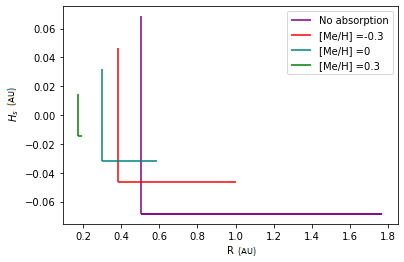 No absorption
[Me/H] =-0.3
[Me/H] =0
[Me/H] =0.3
0.06
0.04
0.02
0.00
−0.02
−0.04
−0.06
H_s (AU)
0.2 0.4 0.6 0.8 1.0 1.2 1.4 1.6 1.8
R (AU)